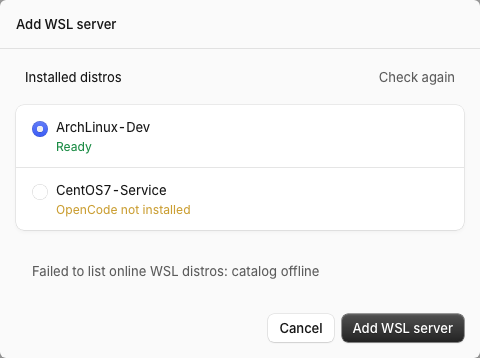 Add WSL server
Installed distros
Check again
ArchLinux-Dev
Ready
CentOS7-Service
OpenCode not installed
Failed to list online WSL distros: catalog offline
Cancel
Add WSL server